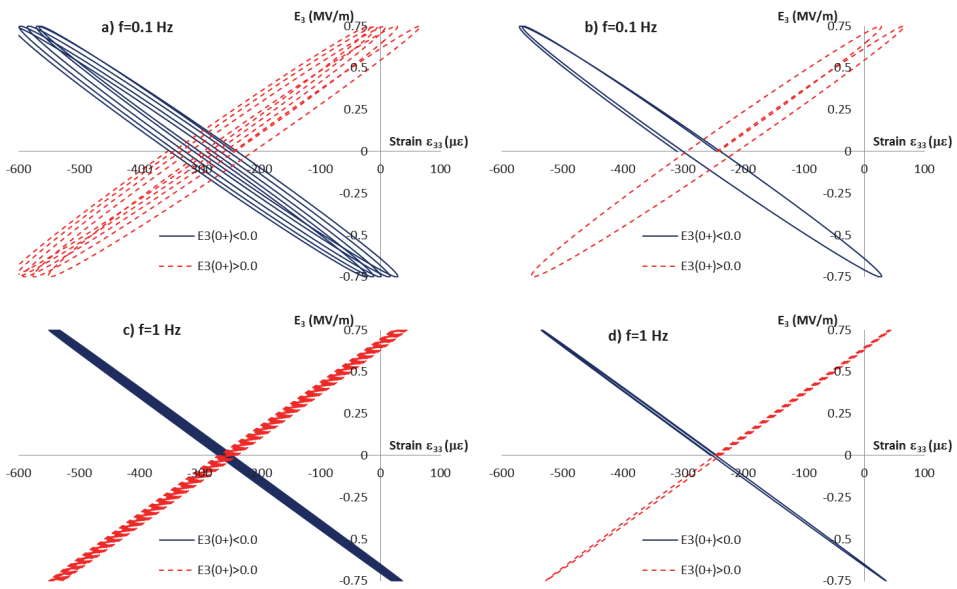 E3 (MV/m)
a) f=0.1 Hz
0.75
0.5
0.25
Strain ε33 (με)
0
-600 -500 -400 -300 -200 -100 0 100
-0.25
-0.5
-0.75
E3(0+)<0.0
E3(0+)>0.0
E3 (MV/m)
b) f=0.1 Hz
0.75
0.5
0.25
Strain ε33 (με)
0
-600 -500 -400 -300 -200 -100 0 100
-0.25
-0.5
-0.75
E3(0+)<0.0
E3(0+)>0.0
E3 (MV/m)
c) f=1 Hz
0.75
0.5
0.25
Strain ε33 (με)
0
-600 -500 -400 -300 -200 -100 0 100
-0.25
-0.5
-0.75
E3(0+)<0.0
E3(0+)>0.0
E3 (MV/m)
d) f=1 Hz
0.75
0.5
0.25
Strain ε33 (με)
0
-600 -500 -400 -300 -200 -100 0 100
-0.25
-0.5
-0.75
E3(0+)<0.0
E3(0+)>0.0